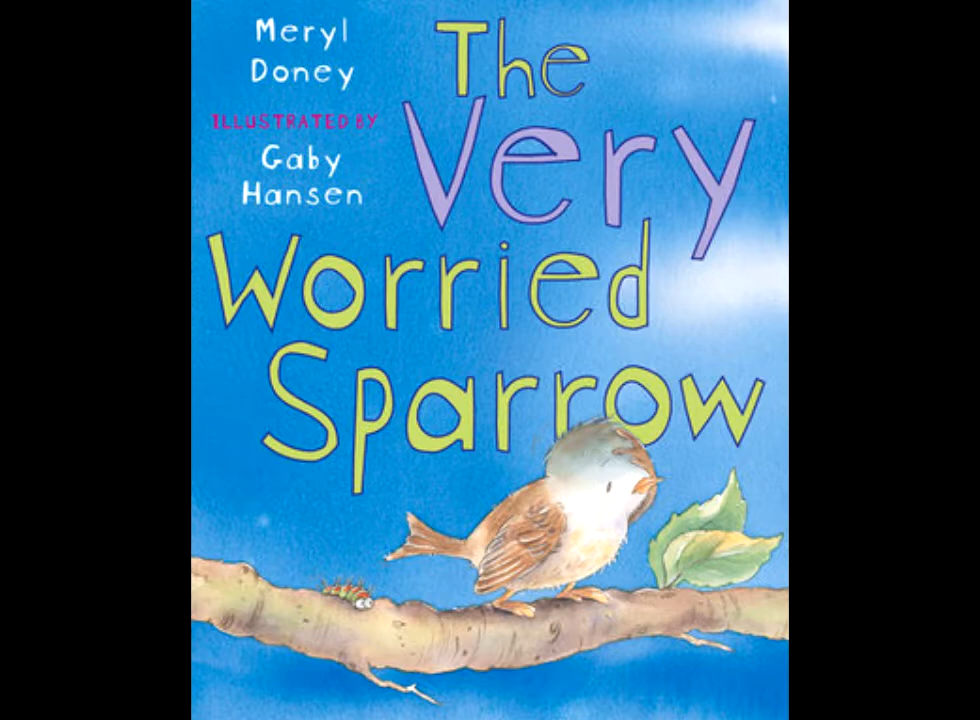 Meryl
Doney
ILLUSTRATED BY
Gaby
Hansen
The
Very
Worried
Sparrow